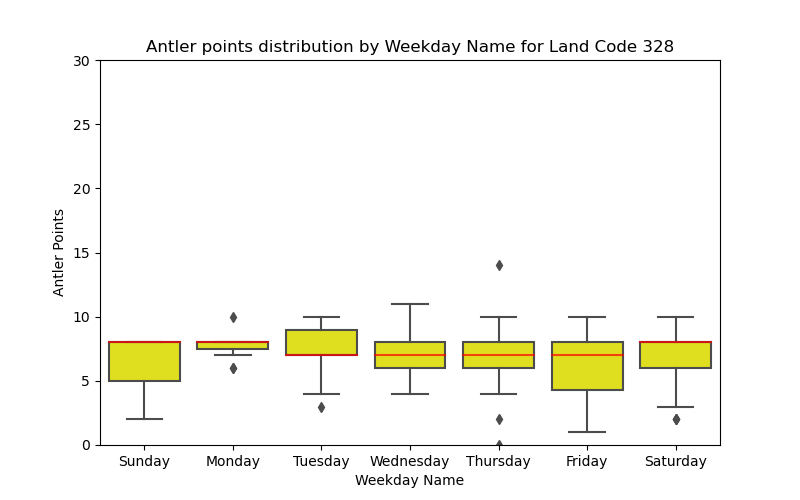 Antler points distribution by Weekday Name for Land Code 328
30
25
20
15
10
5
0
Antler Points
Sunday Monday Tuesday Wednesday Thursday Friday Saturday
Weekday Name